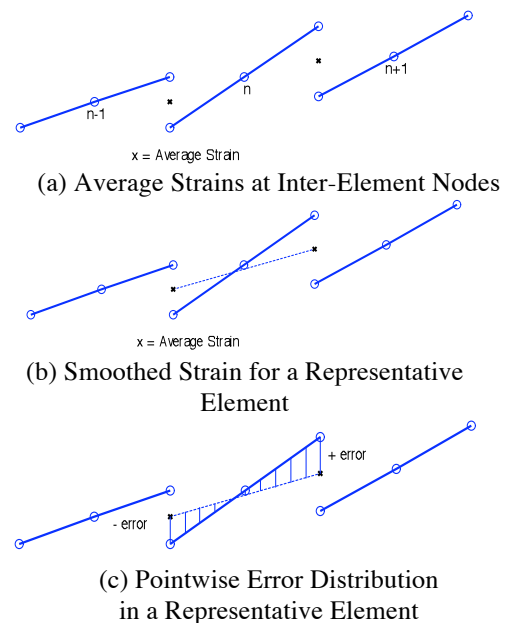 n+1
n
n-1
x = Average Strain
(a) Average Strains at Inter-Element Nodes
x = Average Strain
(b) Smoothed Strain for a Representative
Element
+ error
- error
(c) Pointwise Error Distribution
in a Representative Element